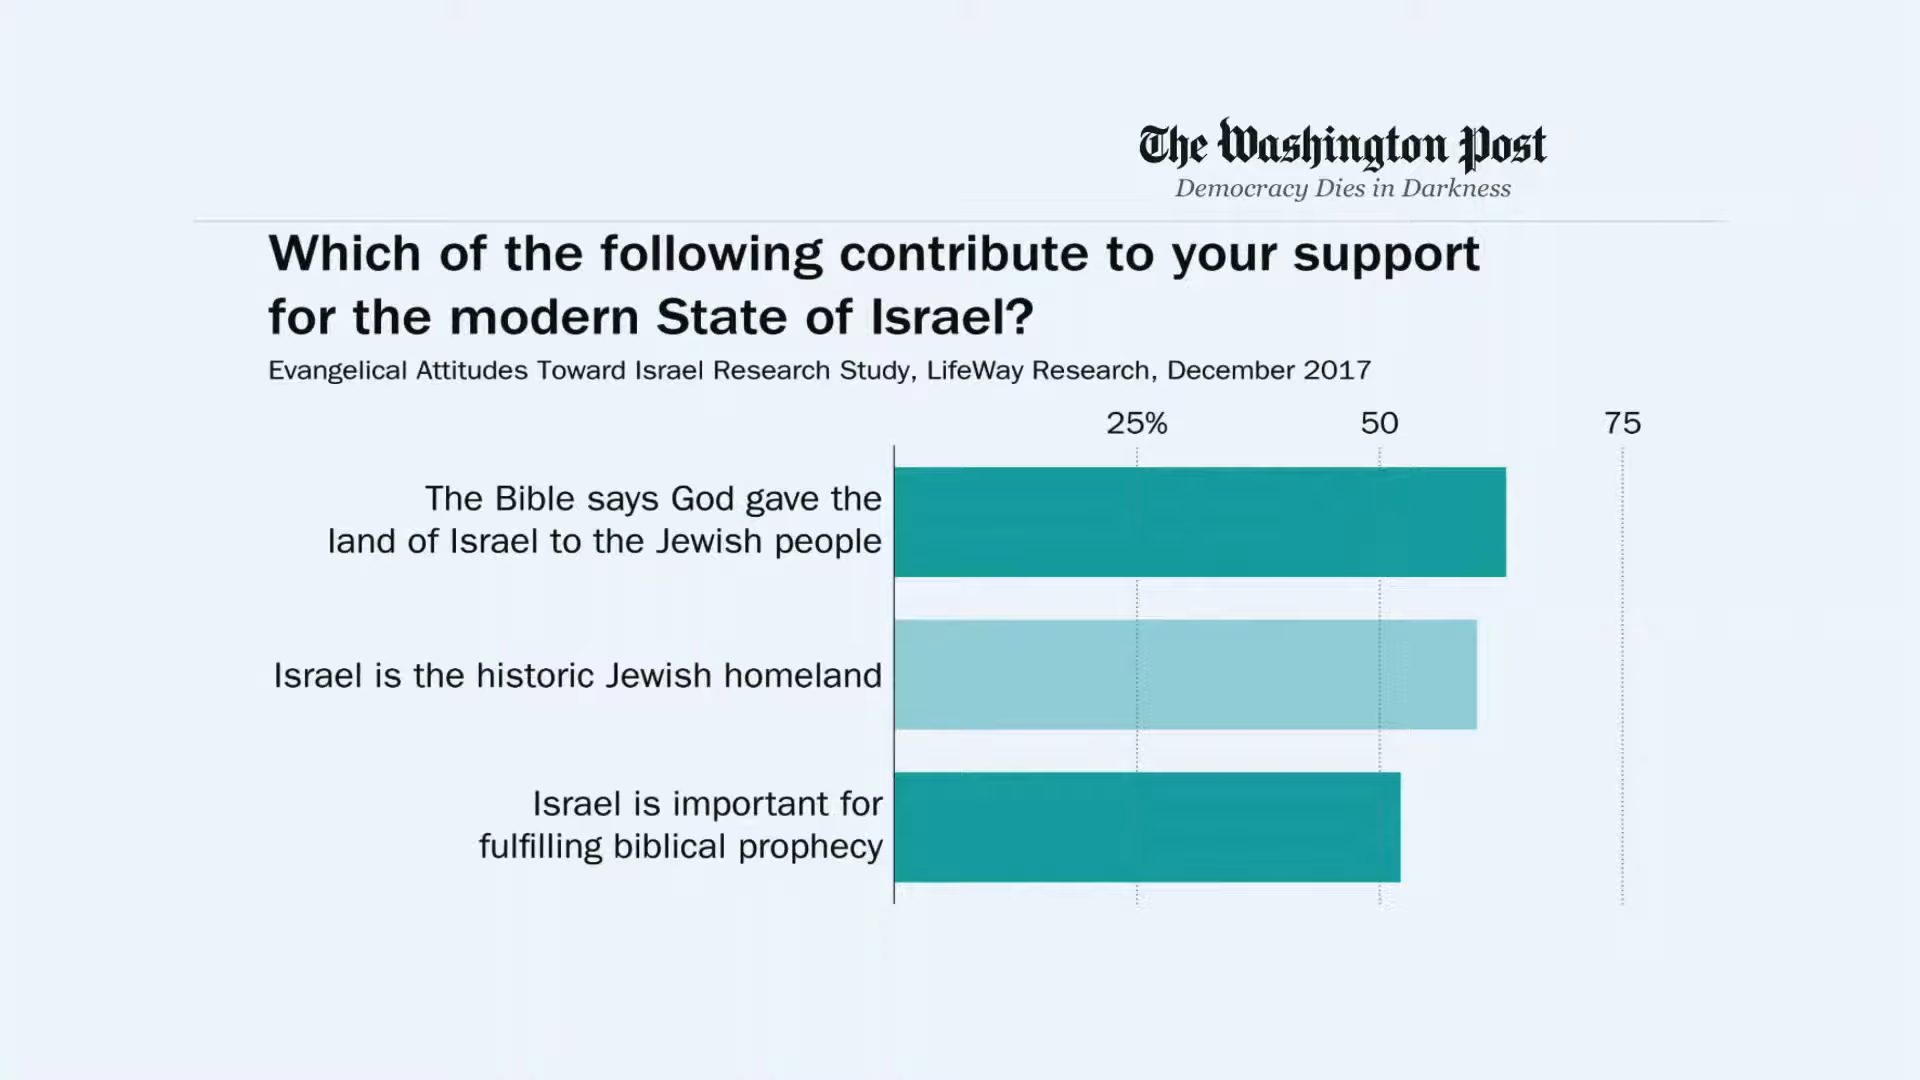 The Washington Post
Democracy Dies in Darkness
Which of the following contribute to your support
for the modern State of Israel?
Evangelical Attitudes Toward Israel Research Study, LifeWay Research, December 2017
25% 50 75
The Bible says God gave the
land of Israel to the Jewish people
Israel is the historic Jewish homeland
Israel is important for
fulfilling biblical prophecy